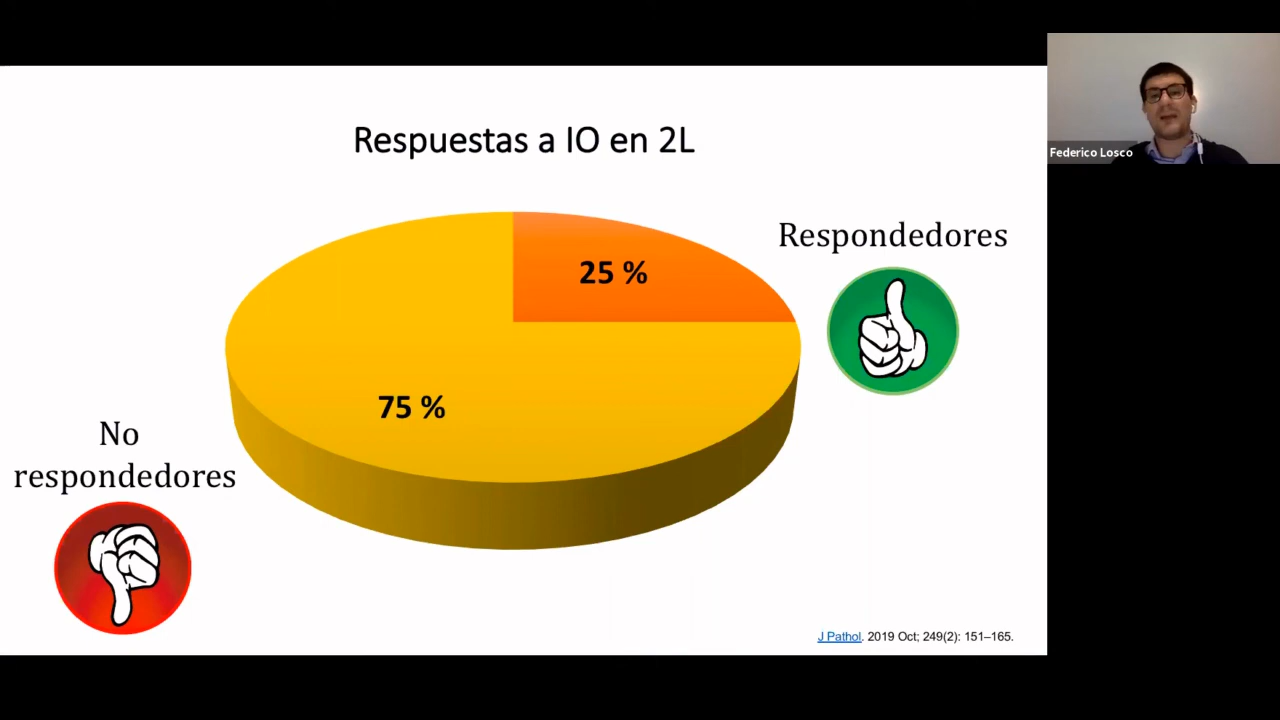 Respuestas a IO en 2L
Federico Losco
Respondedores
25 %
75 %
No
respondedores
J Pathol. 2019 Oct; 249(2): 151–165.